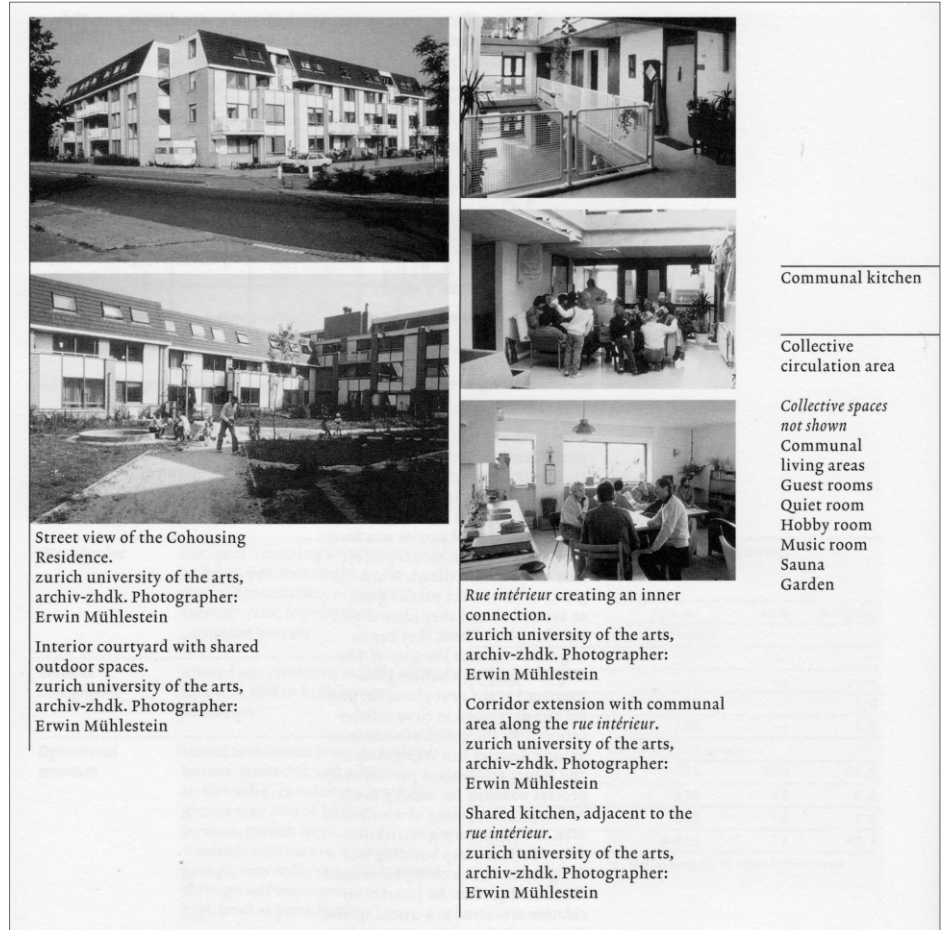 Street view of the Cohousing
Residence.
zurich university of the arts,
archiv-zhdk. Photographer:
Erwin Mühlestein
Interior courtyard with shared
outdoor spaces.
zurich university of the arts,
archiv-zhdk. Photographer:
Erwin Mühlestein
Rue intérieur creating an inner
connection.
zurich university of the arts,
archiv-zhdk. Photographer:
Erwin Mühlestein
Corridor extension with communal
area along the rue intérieur.
zurich university of the arts,
archiv-zhdk. Photographer:
Erwin Mühlestein
Shared kitchen, adjacent to the
rue intérieur.
zurich university of the arts,
archiv-zhdk. Photographer:
Erwin Mühlestein
Communal kitchen
Collective
circulation area
Collective spaces
not shown
Communal
living areas
Guest rooms
Quiet room
Hobby room
Music room
Sauna
Garden